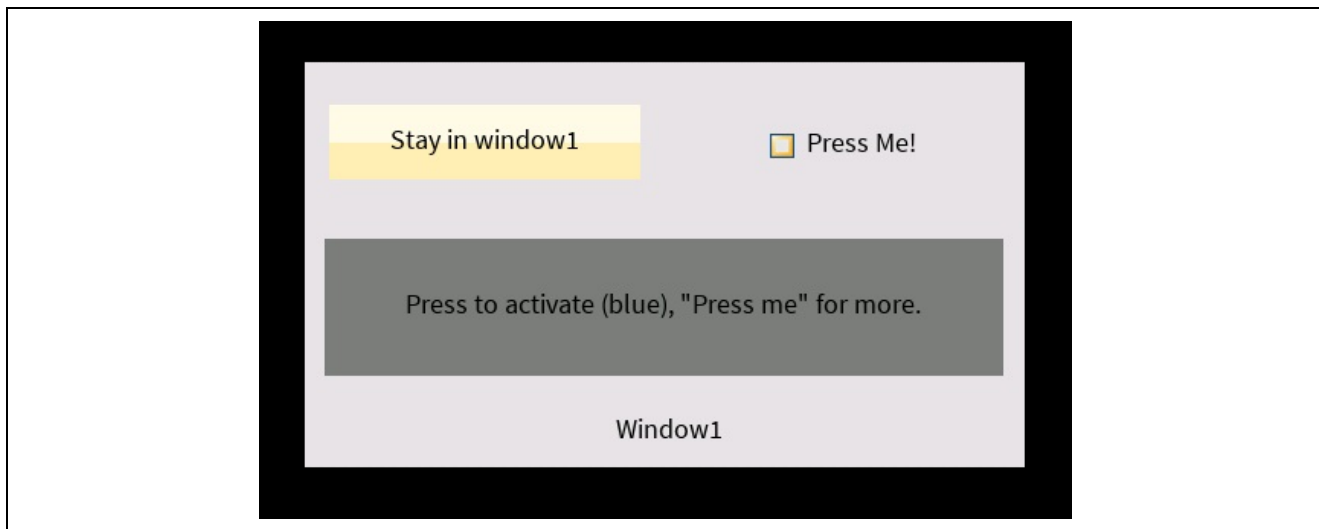 Stay in window1
Press Me!
Press to activate (blue), "Press me" for more.
Window1